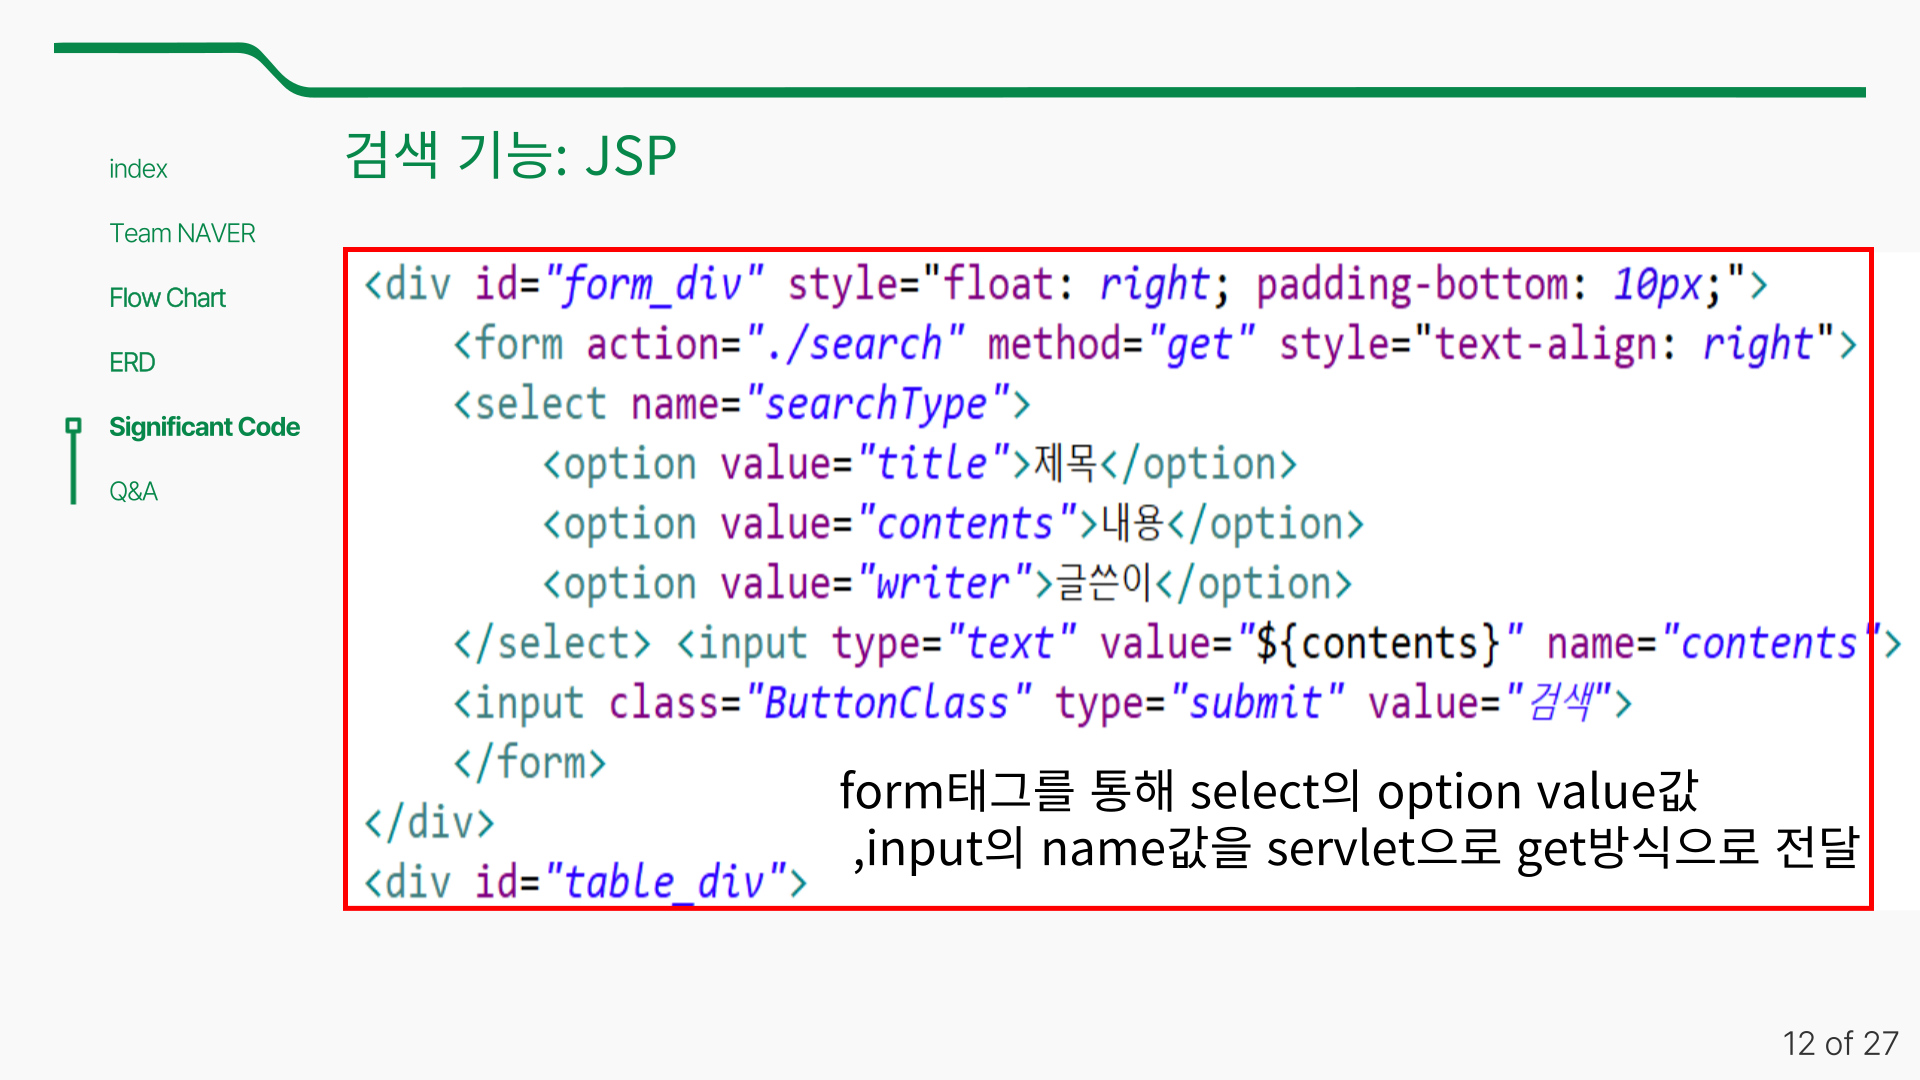 검색 기능: JSP
index
Team NAVER
Flow Chart
ERD
Significant Code
Q&A
<div id="form_div" style="float: right; padding-bottom: 10px;">
<form action="./search" method="get" style="text-align: right">
<select name="searchType">
<option value="title">제목</option>
<option value="contents">내용</option>
<option value="writer">글쓴이</option>
</select> <input type="text" value="${contents}" name="contents">
<input class="ButtonClass" type="submit" value="검색">
</form>
</div>
<div id="table_div">
form태그를 통해 select의 option value값
,input의 name값을 servlet으로 get방식으로 전달
12 of 27